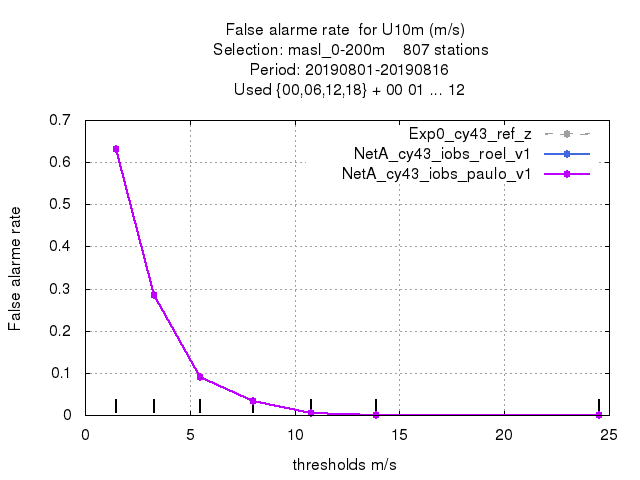 False alarme rate  for U10m (m/s)
Selection: masl_0-200m    807 stations
Period: 20190801-20190816
Used {00,06,12,18} + 00 01 ... 12
Exp0_cy43_ref_z
NetA_cy43_iobs_roel_v1
NetA_cy43_iobs_paulo_v1
False alarme rate
0.7
0.6
0.5
0.4
0.3
0.2
0.1
0
0 5 10 15 20 25
thresholds m/s